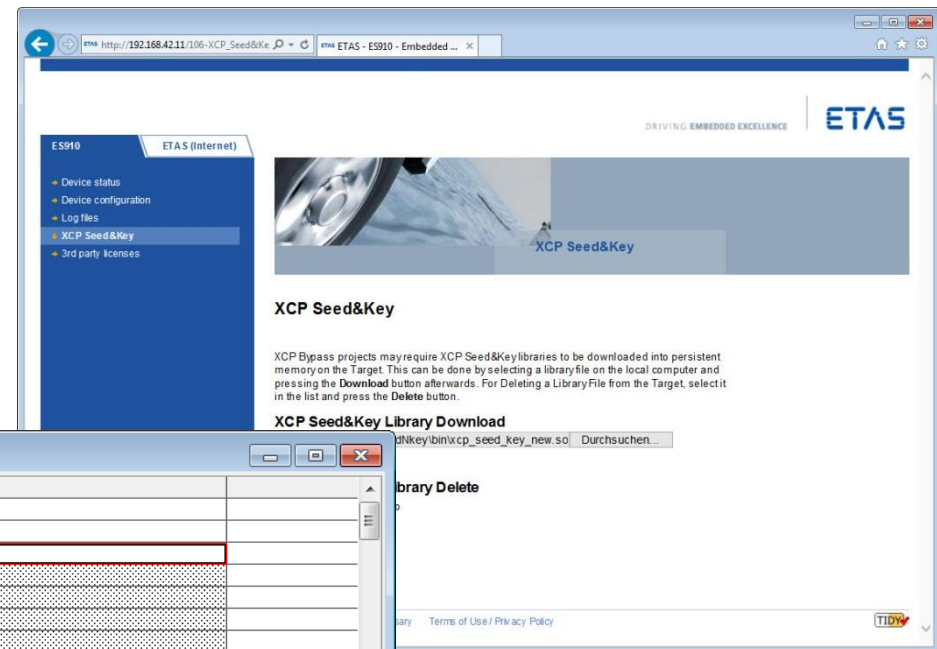 http://192.168.42.11/106-XCP_Seed&Ke
ETAS - ES910 - Embedded ...
DRIVING EMBEDDED EXCELLENCE
ETAS
ES910
ETAS (Internet)
Device status
Device configuration
Log files
XCP Seed&Key
3rd party licenses
XCP Seed&Key
XCP Seed&Key
XCP Bypass projects may require XCP Seed&Key libraries to be downloaded into persistent
memory on the Target. This can be done by selecting a library file on the local computer and
pressing the Download button afterwards. For Deleting a Library File from the Target, select it
in the list and press the Delete button.
XCP Seed&Key Library Download
dNkey\bin\xcp_seed_key_new.so Durchsuchen...
ibrary Delete
sary Terms of Use / Privacy Policy
TIDY